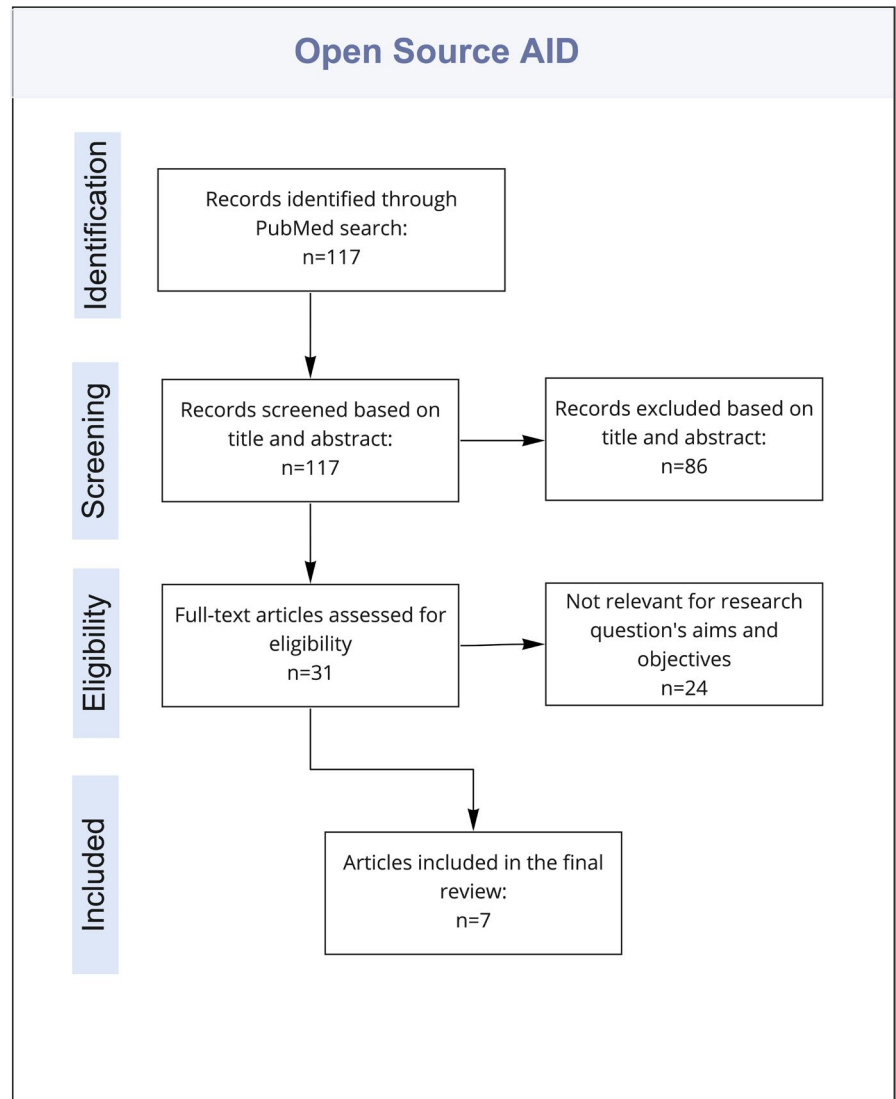 Open Source AID
Identification
Records identified through
PubMed search:
n=117
Screening
Records screened based on
title and abstract:
n=117
Records excluded based on
title and abstract:
n=86
Eligibility
Full-text articles assessed for
eligibility
n=31
Not relevant for research
question's aims and
objectives
n=24
Included
Articles included in the final
review:
n=7